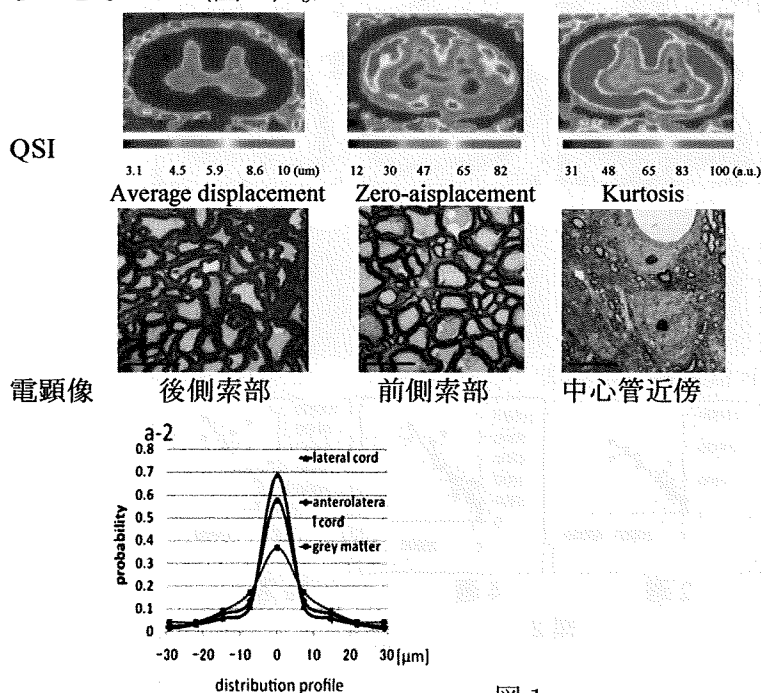 QSI
3.1 4.5 5.9 8.6 10 (um) 12 30 47 65 82 31 48 65 83 100 (a.u.)
Average displacement Zero-aisplacement Kurtosis
電顕像 後側索部 前側索部 中心管近傍
a-2
0.8
0.7
0.6
0.5
0.4
0.3
0.2
0.1
0
probability
lateral cord
anterolatera
l cord
grey matter
-30 -20 -10 0 10 20 30 [μm]
distribution profile